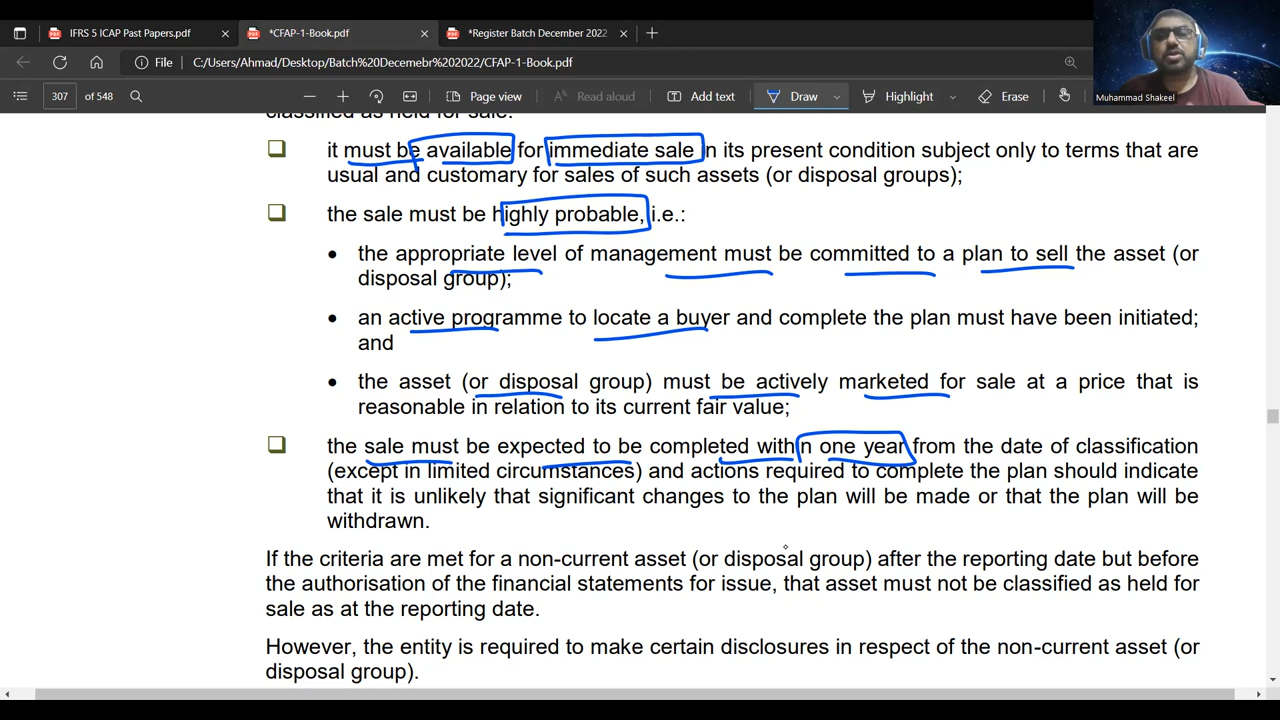 IFRS 5 ICAP Past Papers.pdf
*CFAP-1-Book.pdf
*Register Batch December 2022
File
C:/Users/Ahmad/Desktop/Batch%20Decemebr%202022/CFAP-1-Book.pdf
307 of 548
Page view
Read aloud
Add text
Draw
Highlight
Erase
Muhammad Shakeel
classified as held for sale.
it must be available for immediate sale in its present condition subject only to terms that are
usual and customary for sales of such assets (or disposal groups);
the sale must be highly probable, i.e.:
the appropriate level of management must be committed to a plan to sell the asset (or
disposal group);
an active programme to locate a buyer and complete the plan must have been initiated;
and
the asset (or disposal group) must be actively marketed for sale at a price that is
reasonable in relation to its current fair value;
the sale must be expected to be completed within one year from the date of classification
(except in limited circumstances) and actions required to complete the plan should indicate
that it is unlikely that significant changes to the plan will be made or that the plan will be
withdrawn.
If the criteria are met for a non-current asset (or disposal group) after the reporting date but before
the authorisation of the financial statements for issue, that asset must not be classified as held for
sale as at the reporting date.
However, the entity is required to make certain disclosures in respect of the non-current asset (or
disposal group).